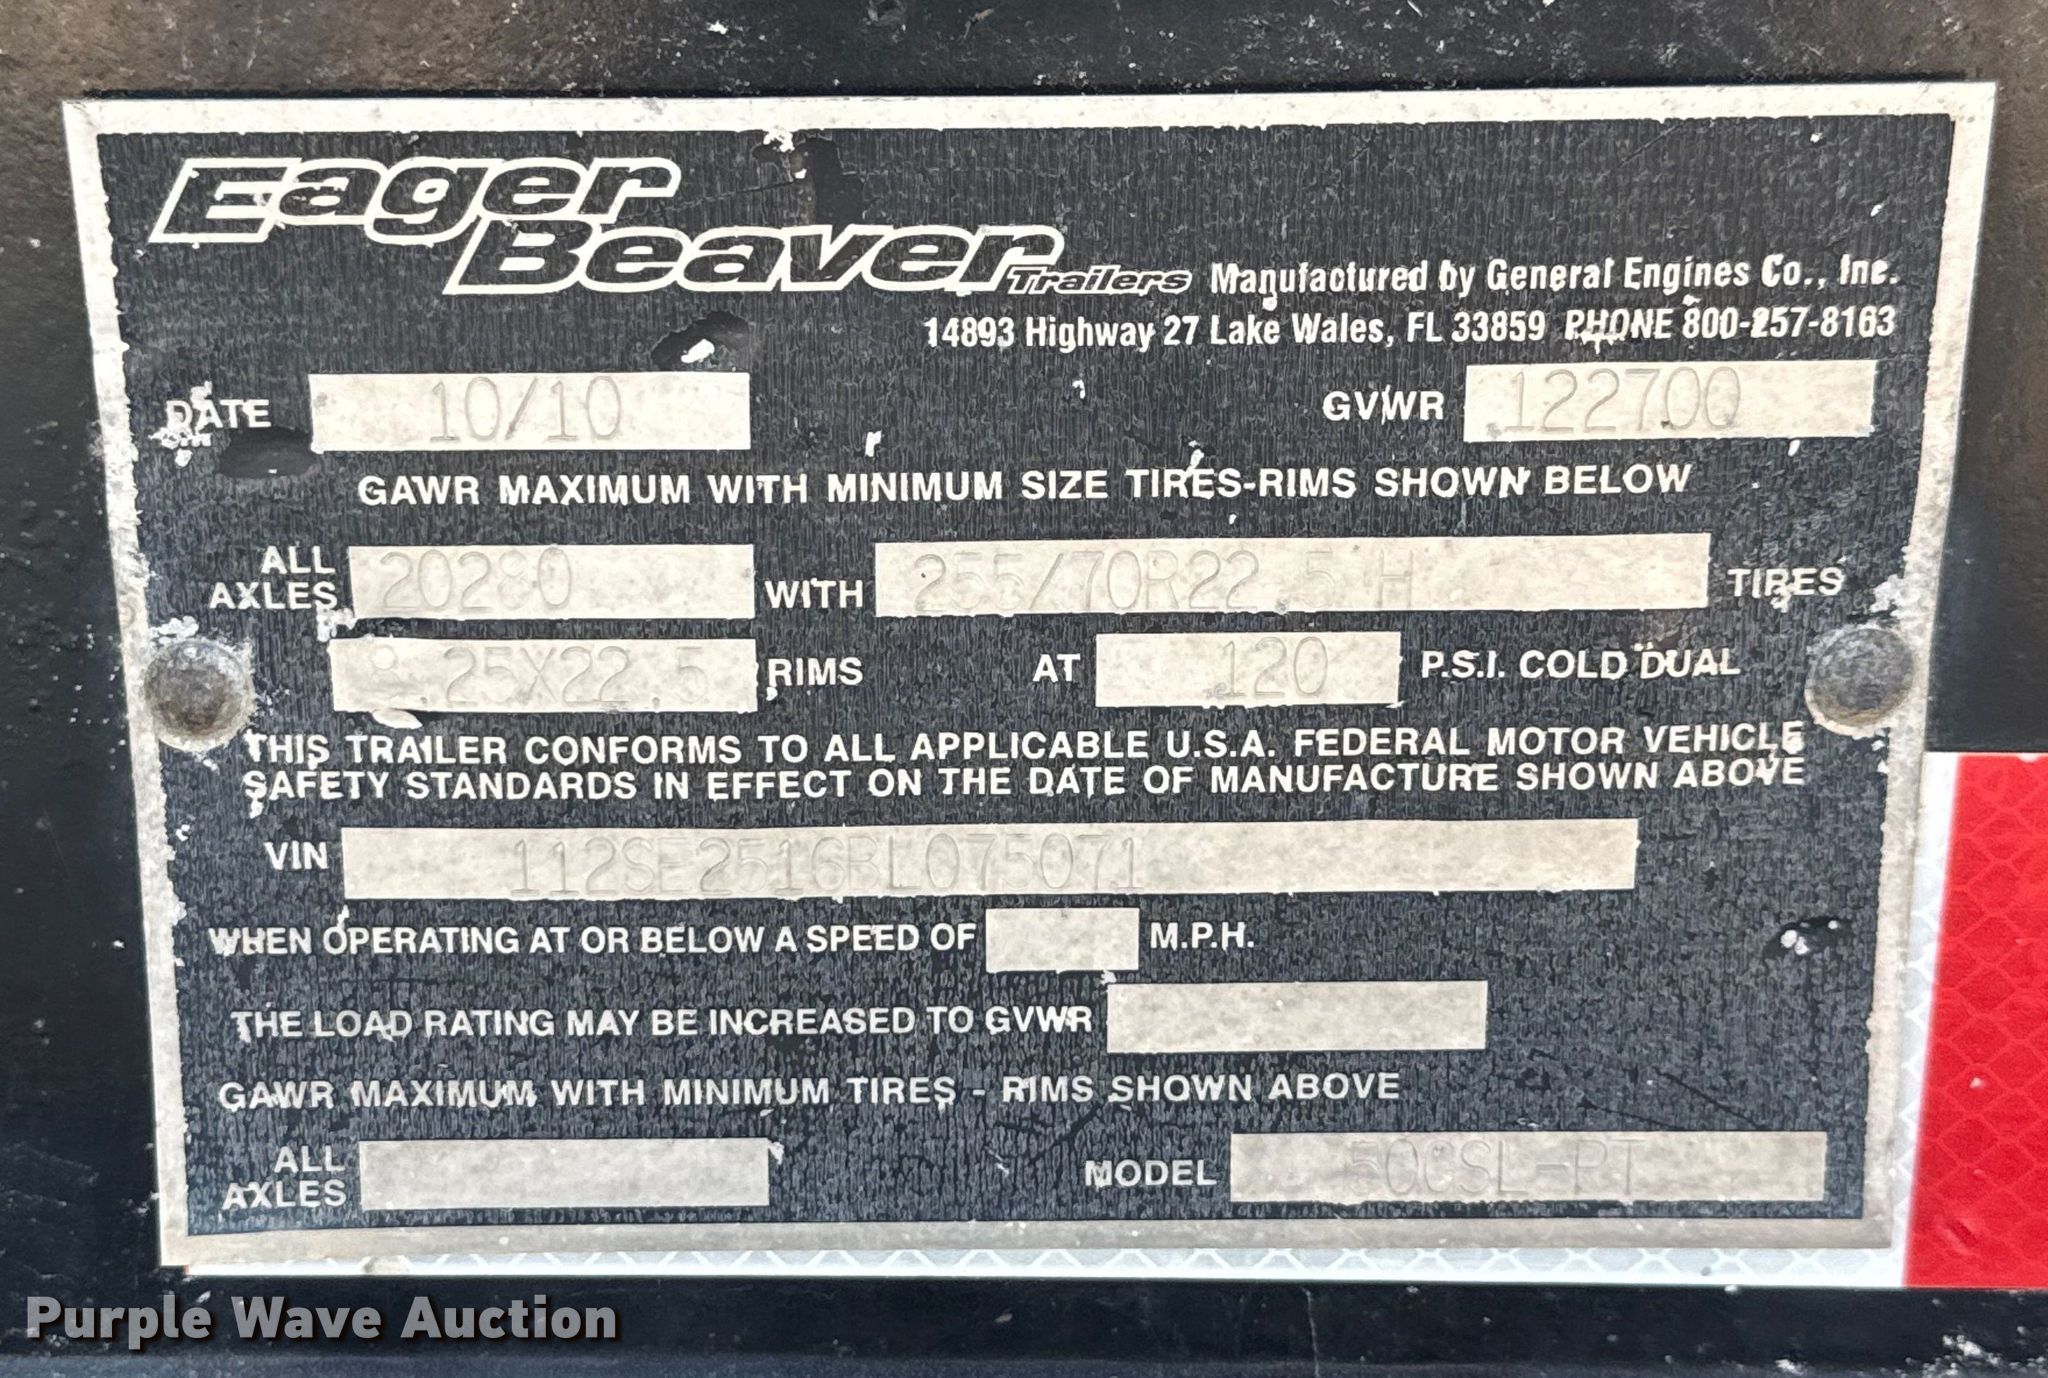 Eager Beaver Trailers Manufactured by General Engines Co., Inc.
14893 Highway 27 Lake Wales, FL 33859 PHONE 800-257-8163
DATE 10/10 GVWR 122700
GAWR MAXIMUM WITH MINIMUM SIZE TIRES-RIMS SHOWN BELOW
ALL AXLES 20280 WITH 255/70R22.5 H TIRES
8.25X22.5 RIMS AT 120 P.S.I. COLD DUAL
THIS TRAILER CONFORMS TO ALL APPLICABLE U.S.A. FEDERAL MOTOR VEHICLE
SAFETY STANDARDS IN EFFECT ON THE DATE OF MANUFACTURE SHOWN ABOVE
VIN 112SE2516BL075071
WHEN OPERATING AT OR BELOW A SPEED OF M.P.H.
THE LOAD RATING MAY BE INCREASED TO GVWR
GAWR MAXIMUM WITH MINIMUM TIRES - RIMS SHOWN ABOVE
ALL AXLES MODEL
Purple Wave Auction